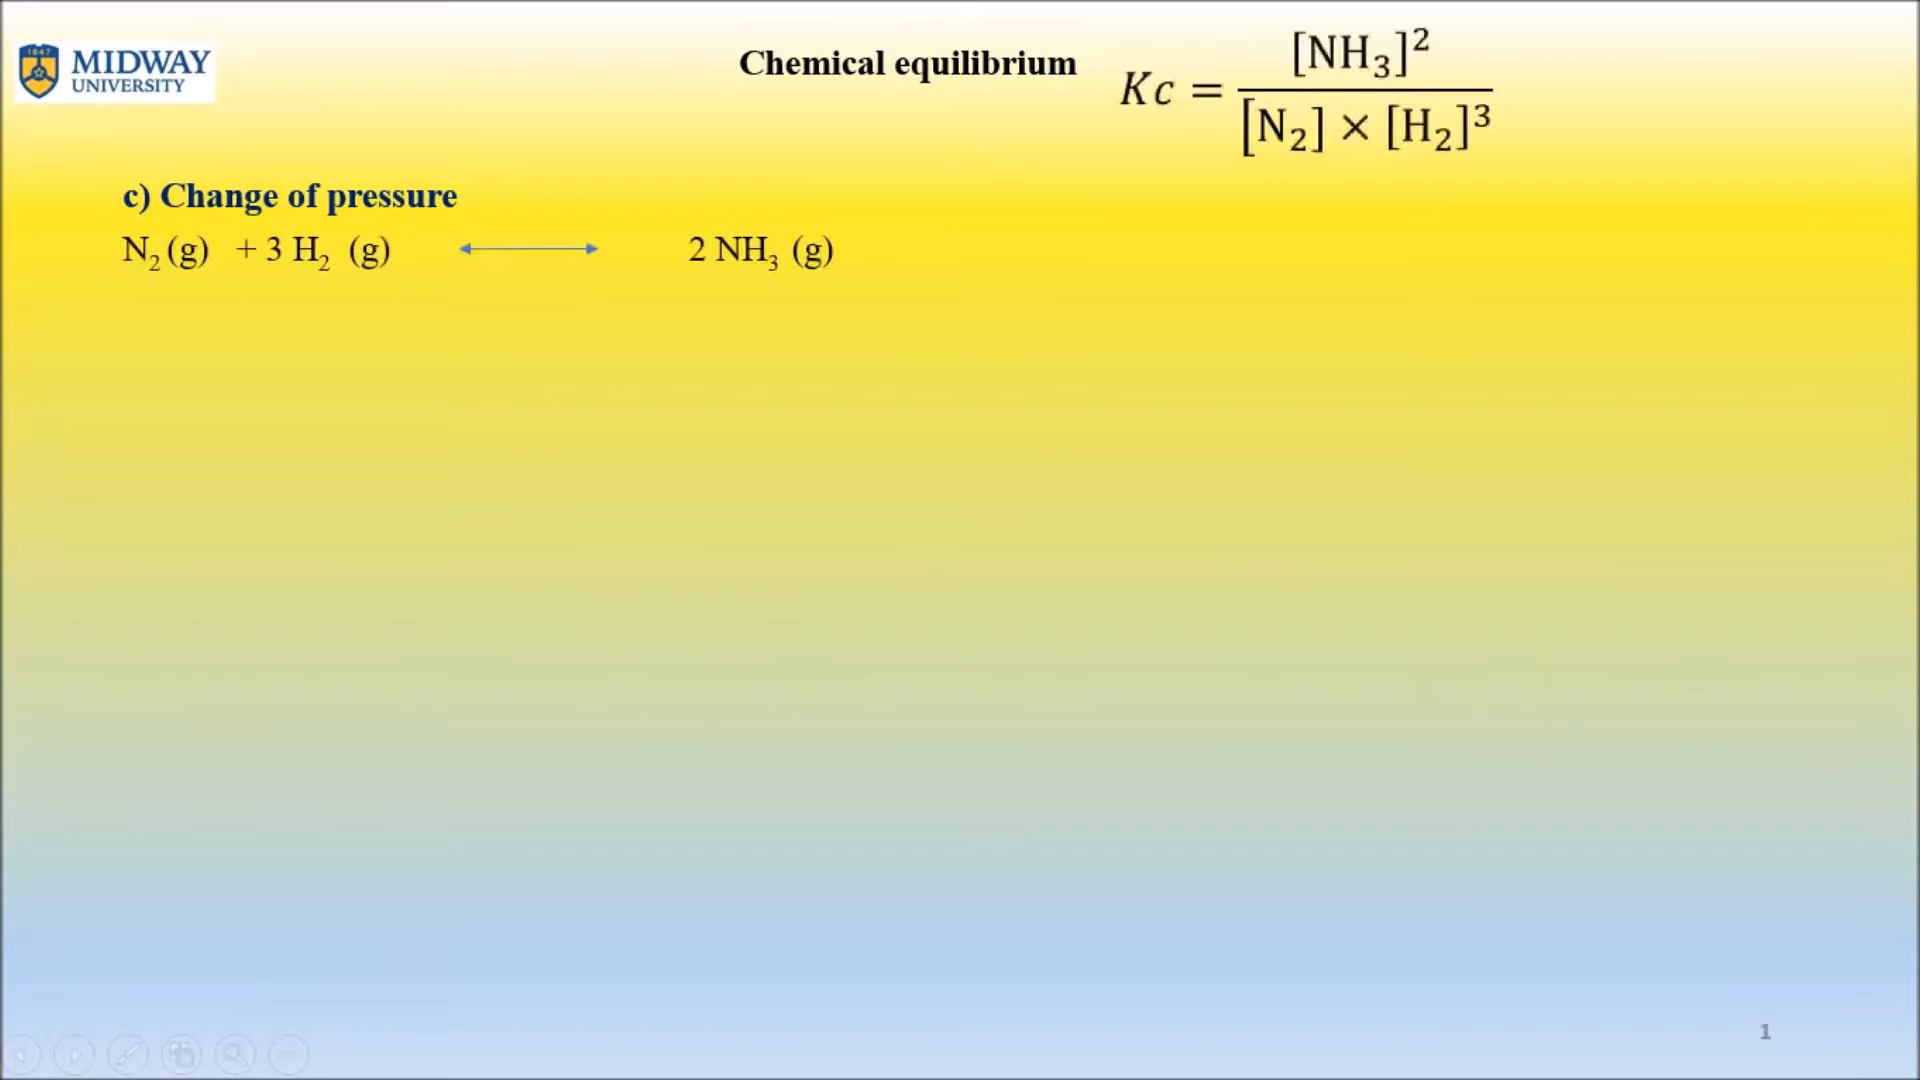 1847
MIDWAY
UNIVERSITY
Chemical equilibrium
Kc = [NH₃]² / [N₂] × [H₂]³
c) Change of pressure
N₂ (g) + 3 H₂ (g) ⟷ 2 NH₃ (g)
1